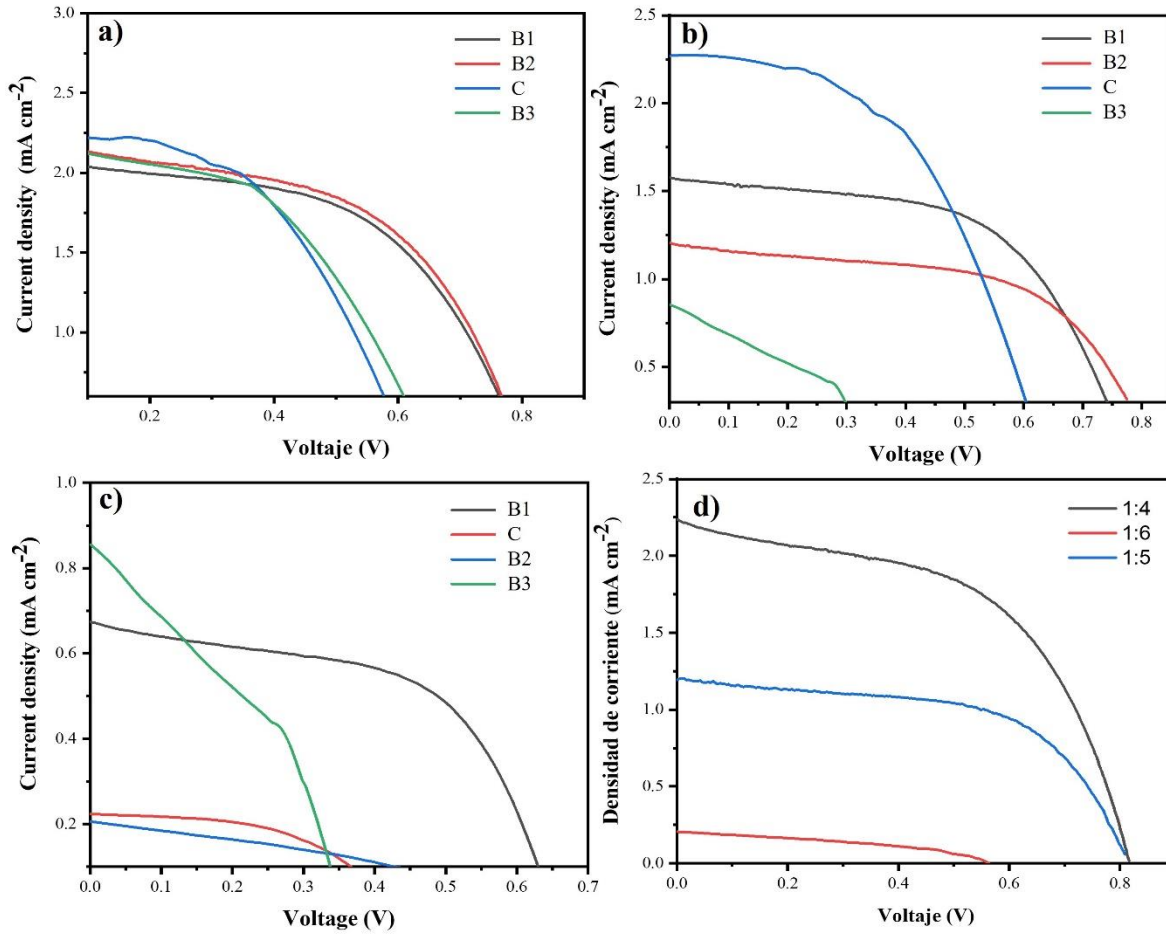 a)
B1
B2
C
B3
3.0
2.5
2.0
1.5
1.0
Current density (mA cm-2)
0.2
0.4
0.6
0.8
Voltaje (V)
b)
B1
B2
C
B3
2.5
2.0
1.5
1.0
0.5
Current density (mA cm-2)
0.0
0.1
0.2
0.3
0.4
0.5
0.6
0.7
0.8
Voltage (V)
c)
B1
C
B2
B3
1.0
0.8
0.6
0.4
0.2
Current density (mA cm-2)
0.0
0.1
0.2
0.3
0.4
0.5
0.6
0.7
Voltage (V)
d)
1:4
1:6
1:5
2.5
2.0
1.5
1.0
0.5
0.0
Densidad de corriente (mA cm-2)
0.0
0.2
0.4
0.6
0.8
Voltaje (V)